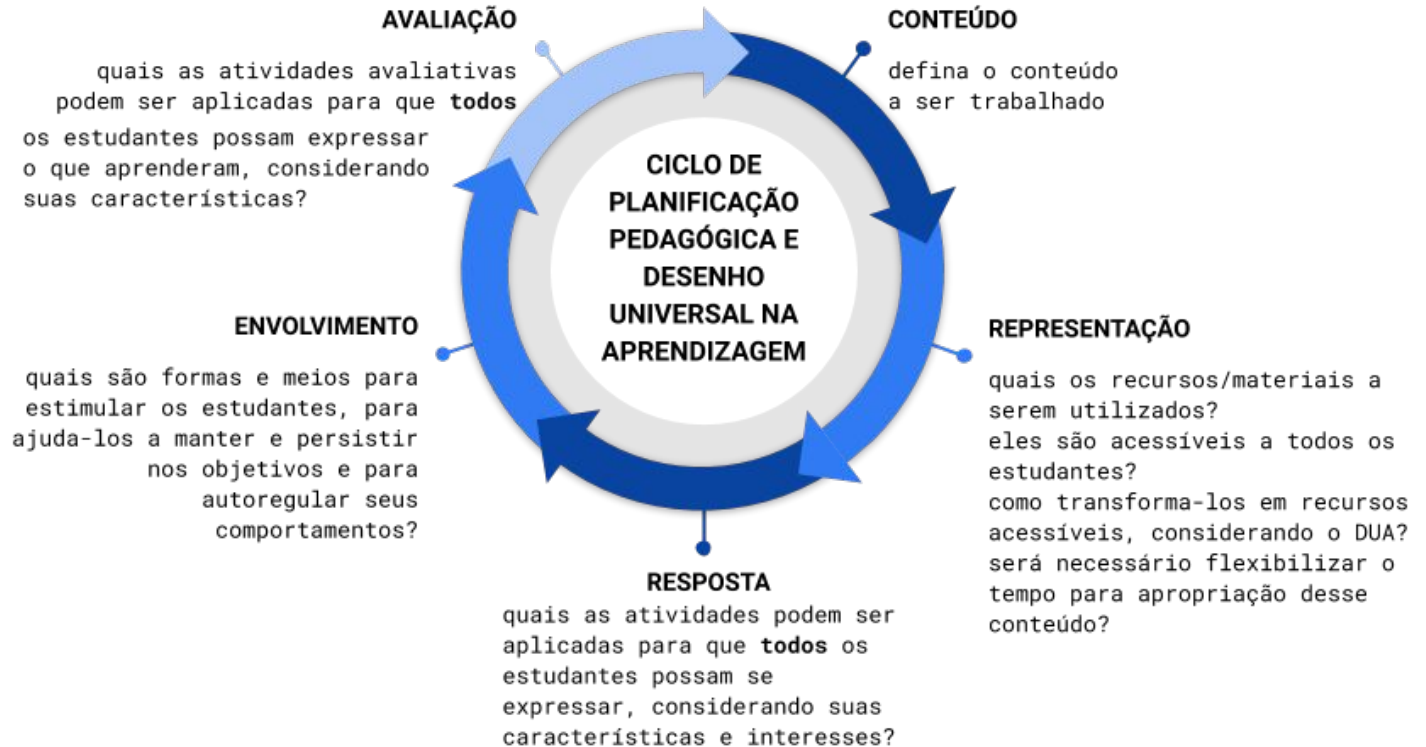 AVALIAÇÃO
quais as atividades avaliativas
podem ser aplicadas para que todos
os estudantes possam expressar
o que aprenderam, considerando
suas características?
CONTEÚDO
defina o conteúdo
a ser trabalhado
CICLO DE
PLANIFICAÇÃO
PEDAGÓGICA E
DESENHO
UNIVERSAL NA
APRENDIZAGEM
ENVOLVIMENTO
quais são formas e meios para
estimular os estudantes, para
ajuda-los a manter e persistir
nos objetivos e para
autoregular seus
comportamentos?
REPRESENTAÇÃO
quais os recursos/materiais a
serem utilizados?
eles são acessíveis a todos os
estudantes?
como transforma-los em recursos
acessíveis, considerando o DUA?
será necessário flexibilizar o
tempo para apropriação desse
conteúdo?
RESPOSTA
quais as atividades podem ser
aplicadas para que todos os
estudantes possam se
expressar, considerando suas
características e interesses?